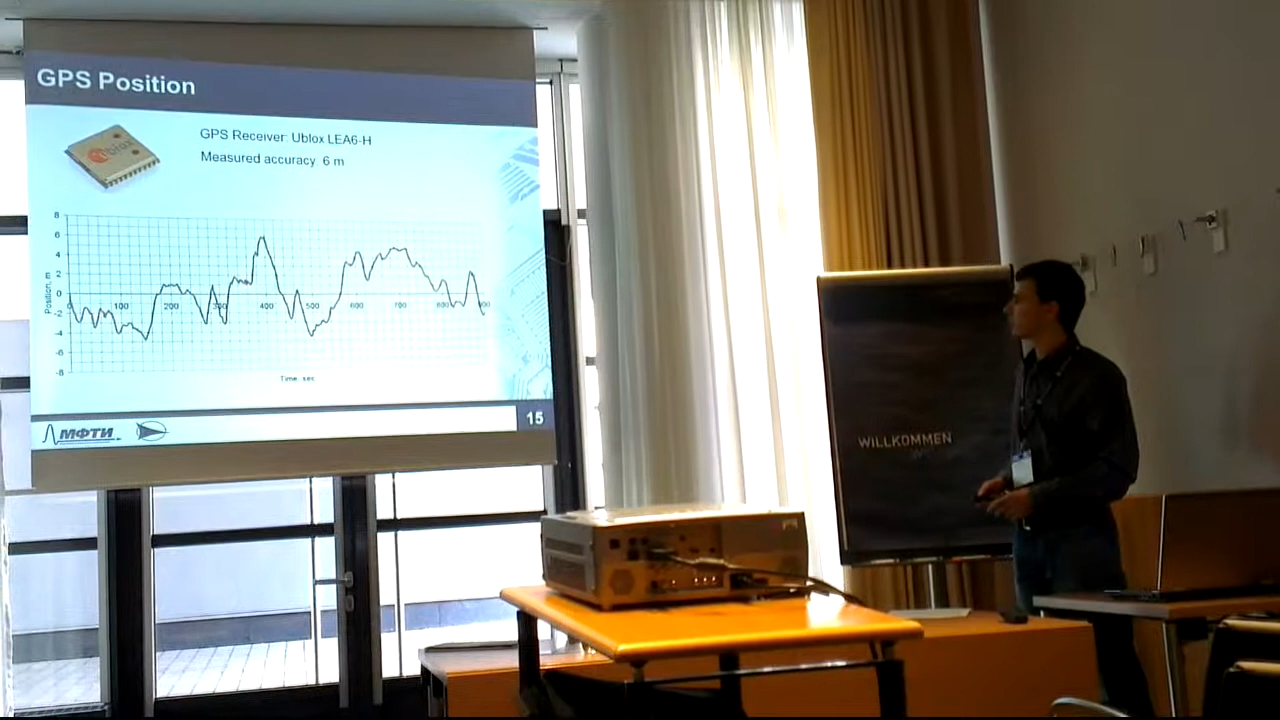 GPS Position
ublox
GPS Receiver: Ublox LEA6-H
Measured accuracy 6 m
8
6
4
2
0
-2
-4
-6
-8
Position, m
100 200 300 400 500 600 700 800 900
Time, sec
15
МФТИ
WILLKOMMEN